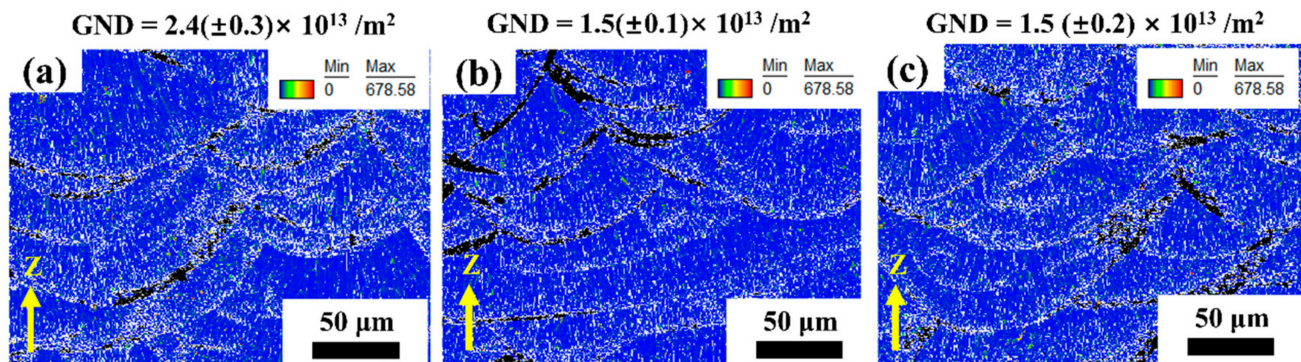 GND = 2.4(±0.3)× 10¹³ /m²
GND = 1.5(±0.1)× 10¹³ /m²
GND = 1.5 (±0.2) × 10¹³ /m²
(a)
Min Max
0 678.58
Z
50 µm
(b)
Min Max
0 678.58
Z
50 µm
(c)
Min Max
0 678.58
Z
50 µm